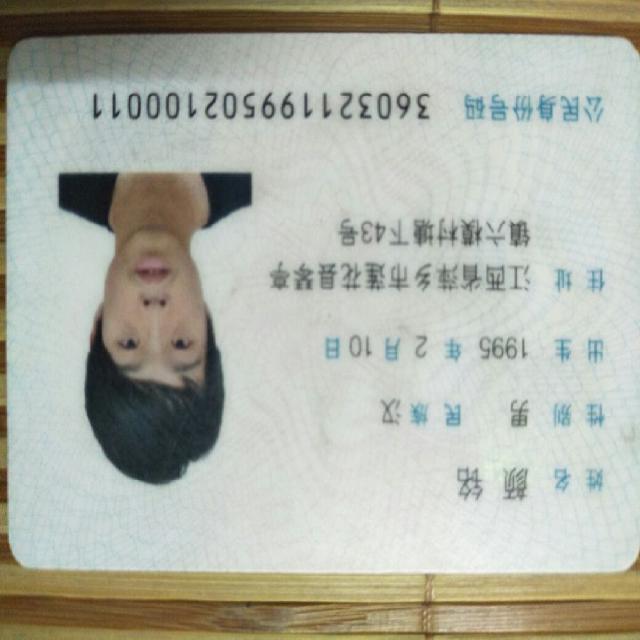 姓名 颜铭
性别 男 民族 汉
出生 1995 年 2 月 10 日
住址 江西省萍乡市莲花县琴亭
镇六模村塘下43号
公民身份号码 360321199502100011